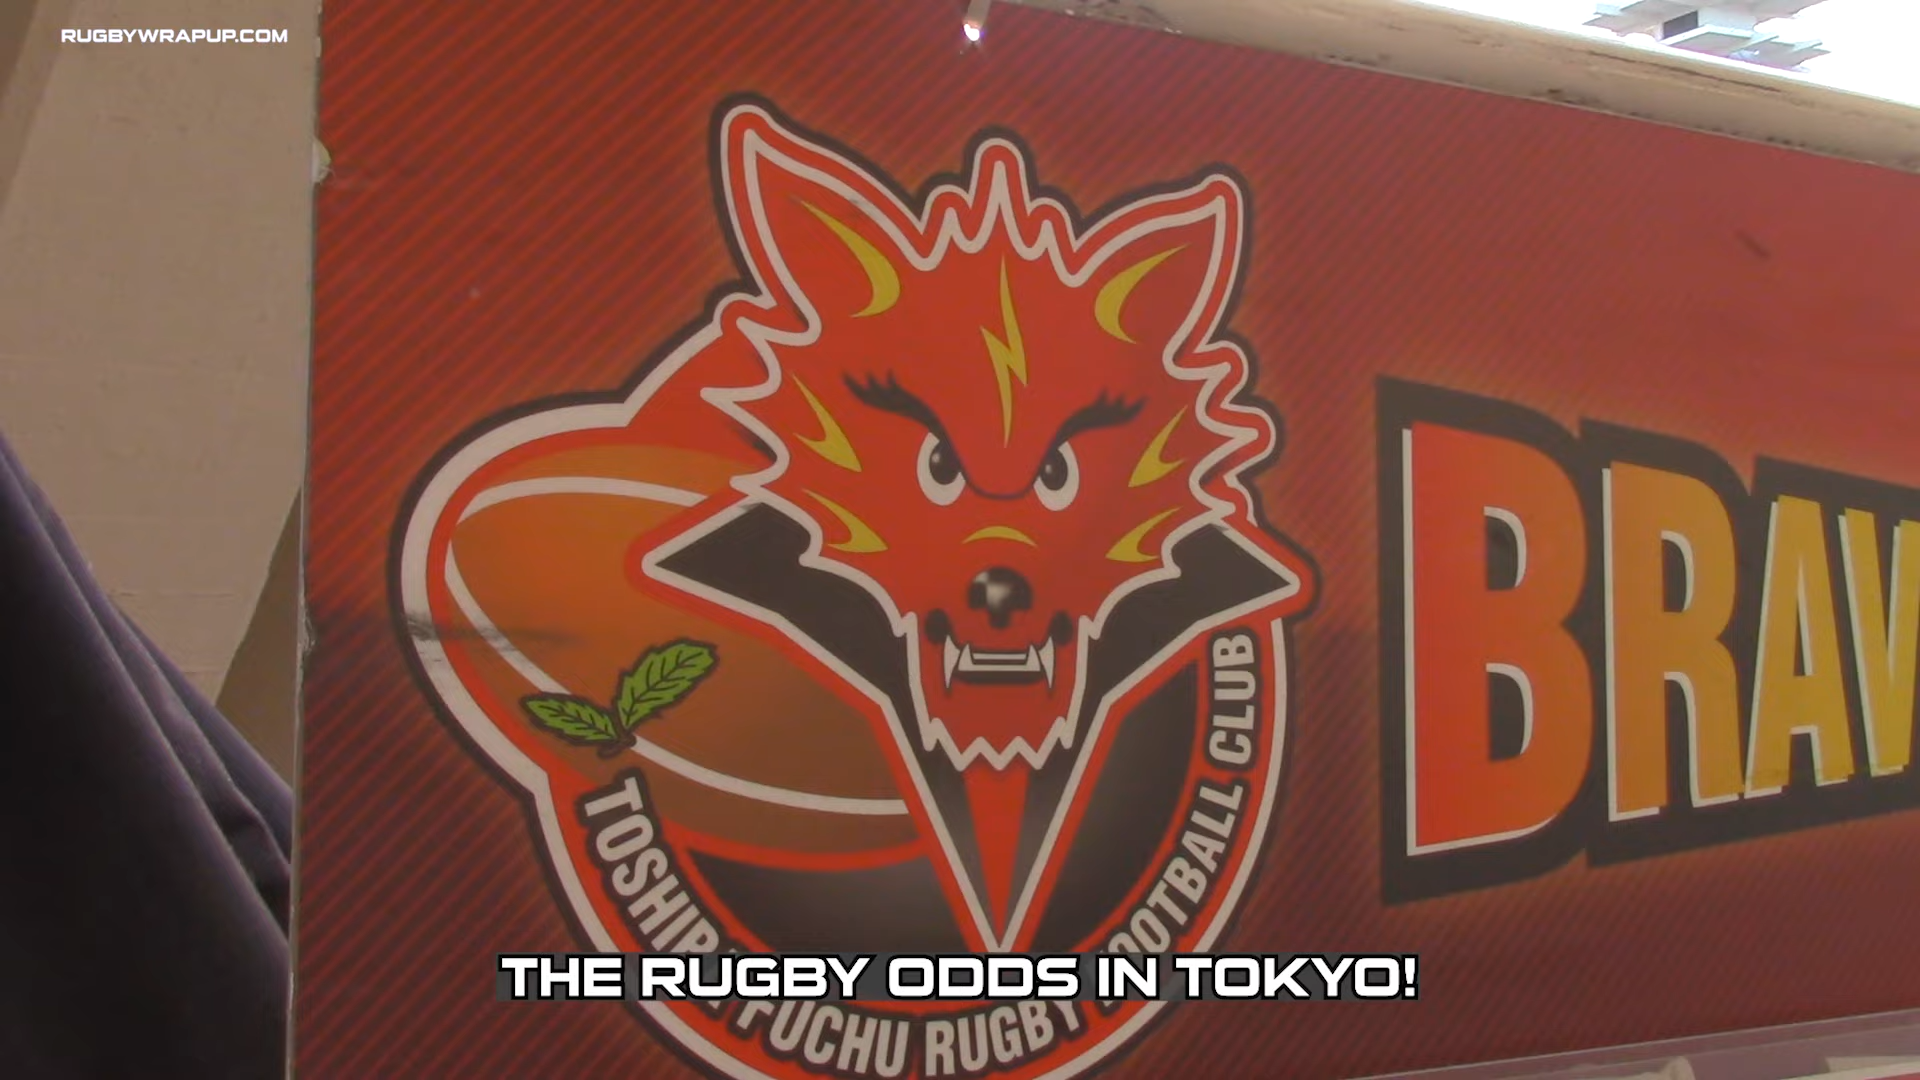 RUGBYWRAPUP.COM
BRAV
TOSHIBA FUCHU RUGBY FOOTBALL CLUB
THE RUGBY ODDS IN TOKYO!